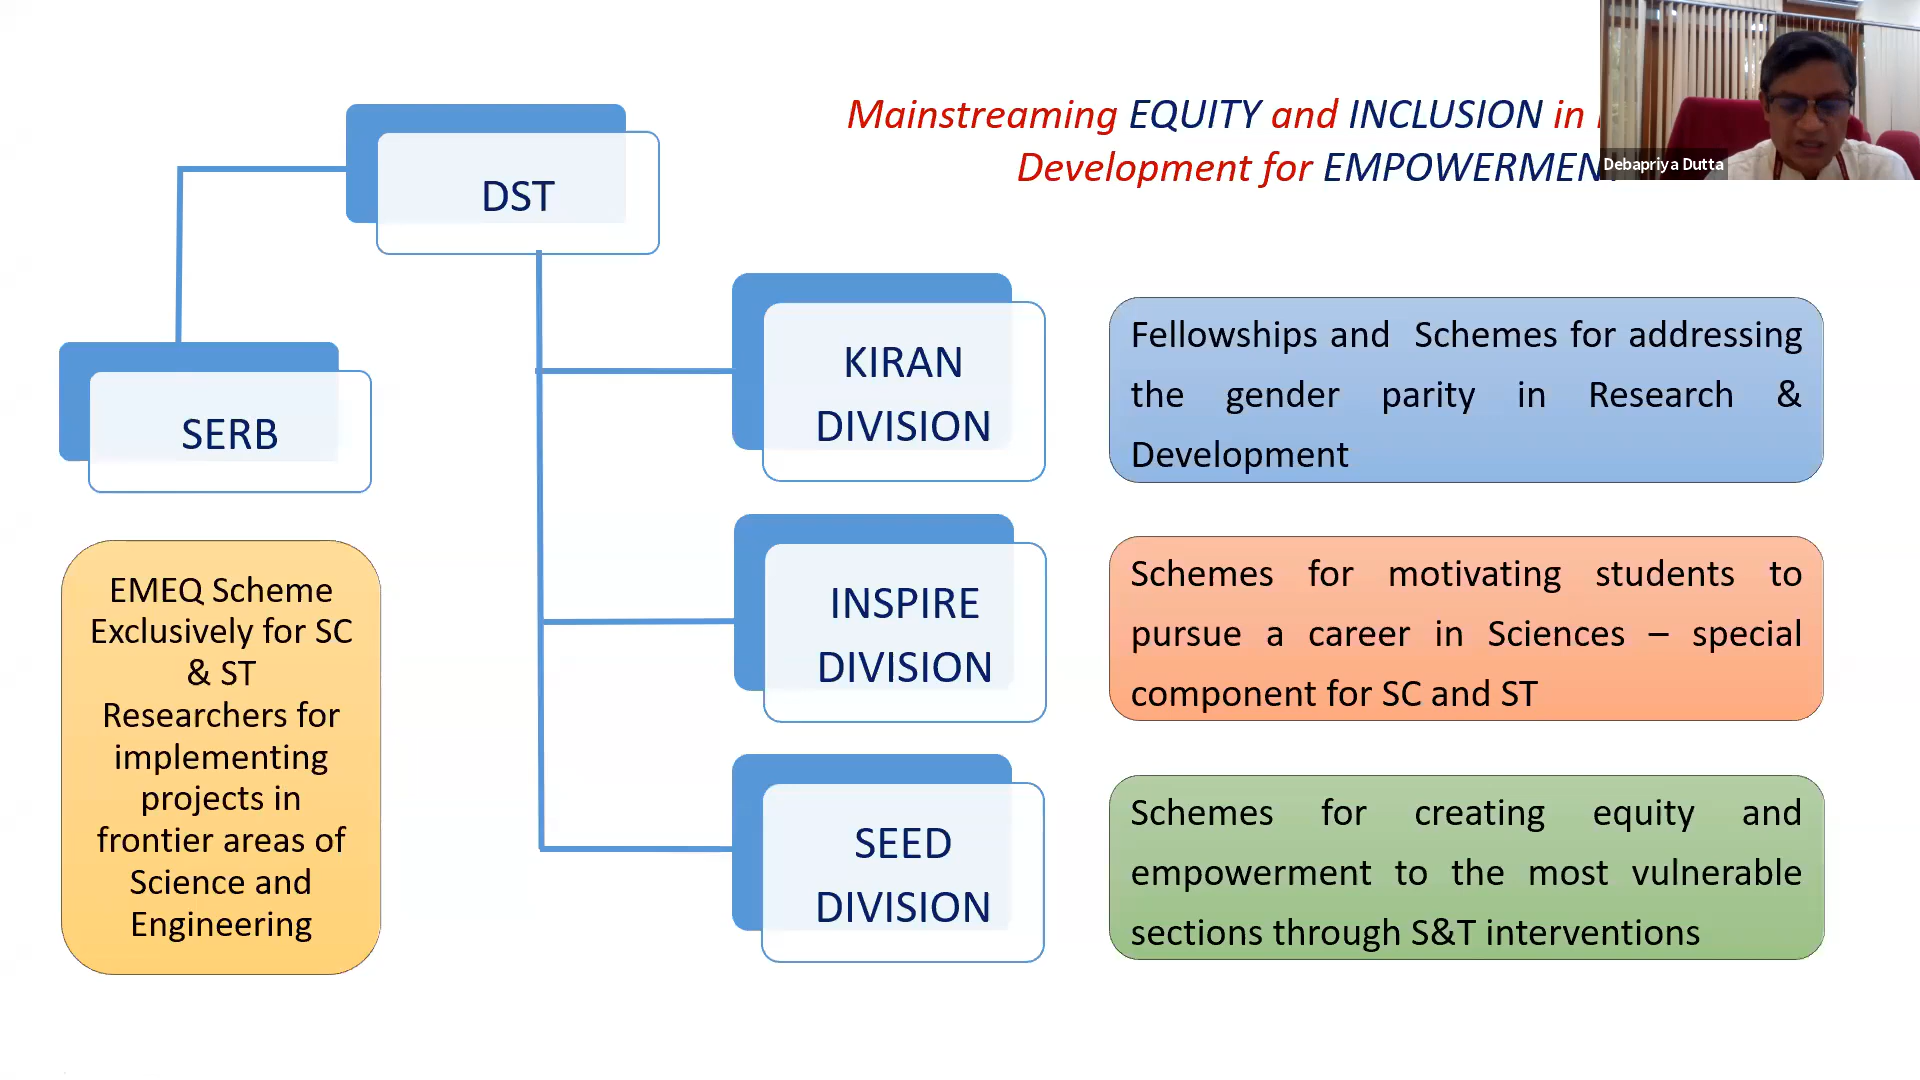 Mainstreaming EQUITY and INCLUSION in
Development for
Debapriya Dutta
DST
SERB
EMEQ Scheme
Exclusively for SC
& ST
Researchers for
implementing
projects in
frontier areas of
Science and
Engineering
KIRAN
DIVISION
Fellowships and Schemes for addressing
the gender parity in Research &
Development
INSPIRE
DIVISION
Schemes for motivating students to
pursue a career in Sciences – special
component for SC and ST
SEED
DIVISION
Schemes for creating equity and
empowerment to the most vulnerable
sections through S&T interventions